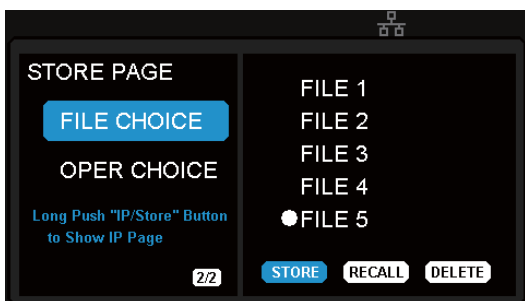 STORE PAGE
FILE CHOICE
OPER CHOICE
Long Push "IP/Store" Button
to Show IP Page
2/2
FILE 1
FILE 2
FILE 3
FILE 4
FILE 5
STORE RECALL DELETE